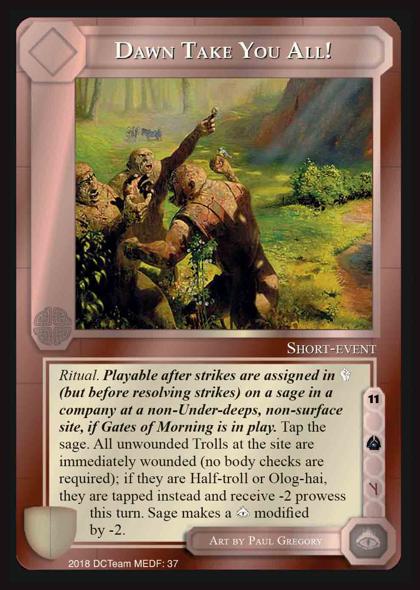 Dawn Take You All!
Short-event
Ritual. Playable after strikes are assigned in
(but before resolving strikes) on a sage in a
company at a non-Under-deeps, non-surface
site, if Gates of Morning is in play. Tap the
sage. All unwounded Trolls at the site are
immediately wounded (no body checks are
required); if they are Half-troll or Olog-hai,
they are tapped instead and receive -2 prowess
this turn. Sage makes a modified
by -2.
11
Art by Paul Gregory
2018 DCTeam MEDF: 37